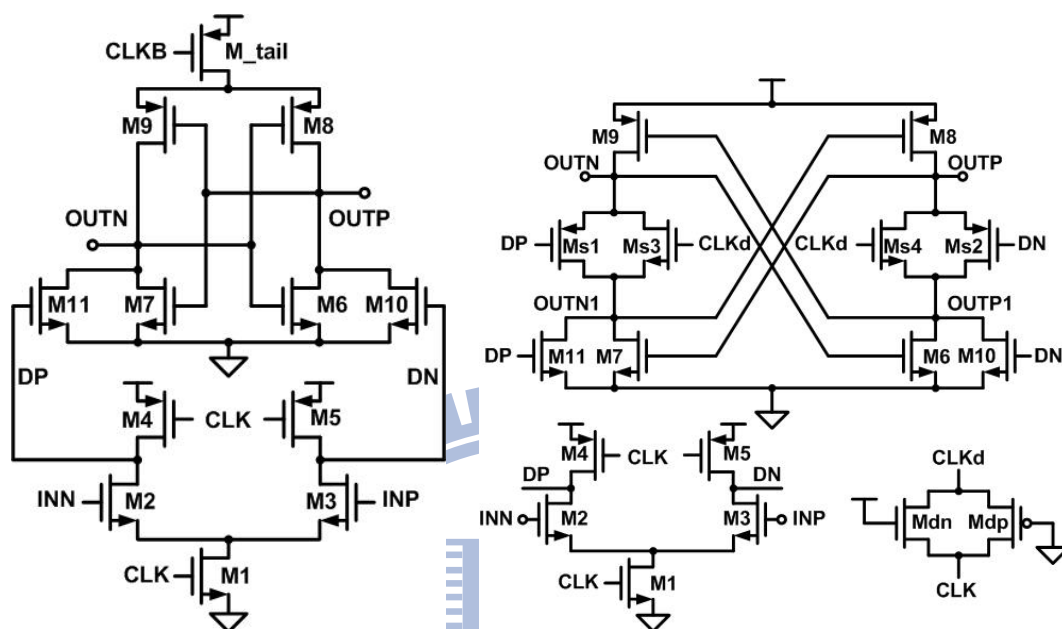 CLKB
M_tail
M9
M8
OUTN
OUTP
M11
M7
M6
M10
DP
DN
M4
CLK
M5
INN
M2
M3
INP
CLK
M1
M9
M8
OUTN
OUTP
DP
Ms1
Ms3
CLKd
CLKd
Ms4
Ms2
DN
OUTN1
OUTP1
DP
M11
M7
M6
M10
DN
M4
CLK
M5
DP
DN
INN
M2
M3
INP
CLK
M1
CLKd
Mdn
Mdp
CLK